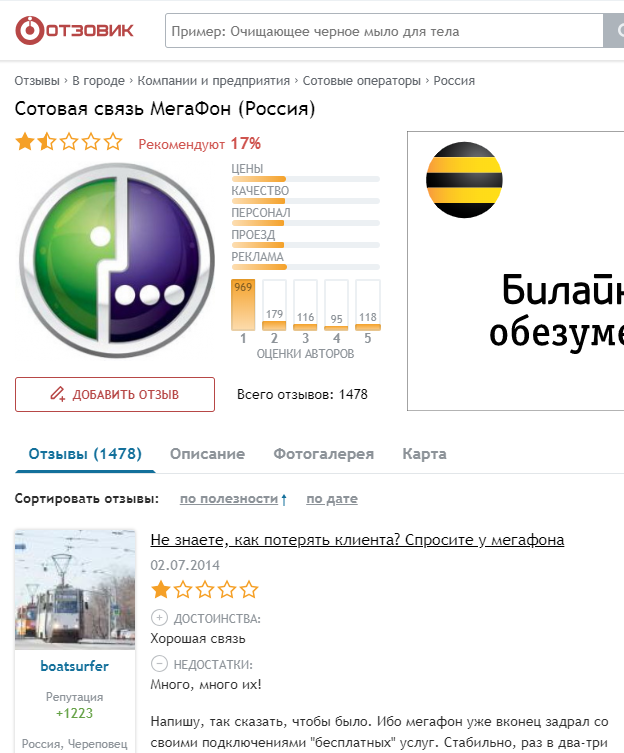 ОТЗОВИК
Пример: Очищающее черное мыло для тела
Отзывы › В городе › Компании и предприятия › Сотовые операторы › Россия
Сотовая связь МегаФон (Россия)
Рекомендуют 17%
ЦЕНЫ
КАЧЕСТВО
ПЕРСОНАЛ
ПРОЕЗД
РЕКЛАМА
969 179 116 95 118
1 2 3 4 5
ОЦЕНКИ АВТОРОВ
Билайн
обезуме
ДОБАВИТЬ ОТЗЫВ
Всего отзывов: 1478
Отзывы (1478) Описание Фотогалерея Карта
Сортировать отзывы: по полезности↑ по дате
Не знаете, как потерять клиента? Спросите у мегафона
02.07.2014
ДОСТОИНСТВА:
Хорошая связь
НЕДОСТАТКИ:
Много, много их!
boatsurfer
Репутация
+1223
Россия, Череповец
Напишу, так сказать, чтобы было. Ибо мегафон уже вконец задрал со
своими подключениями "бесплатных" услуг. Стабильно, раз в два-три